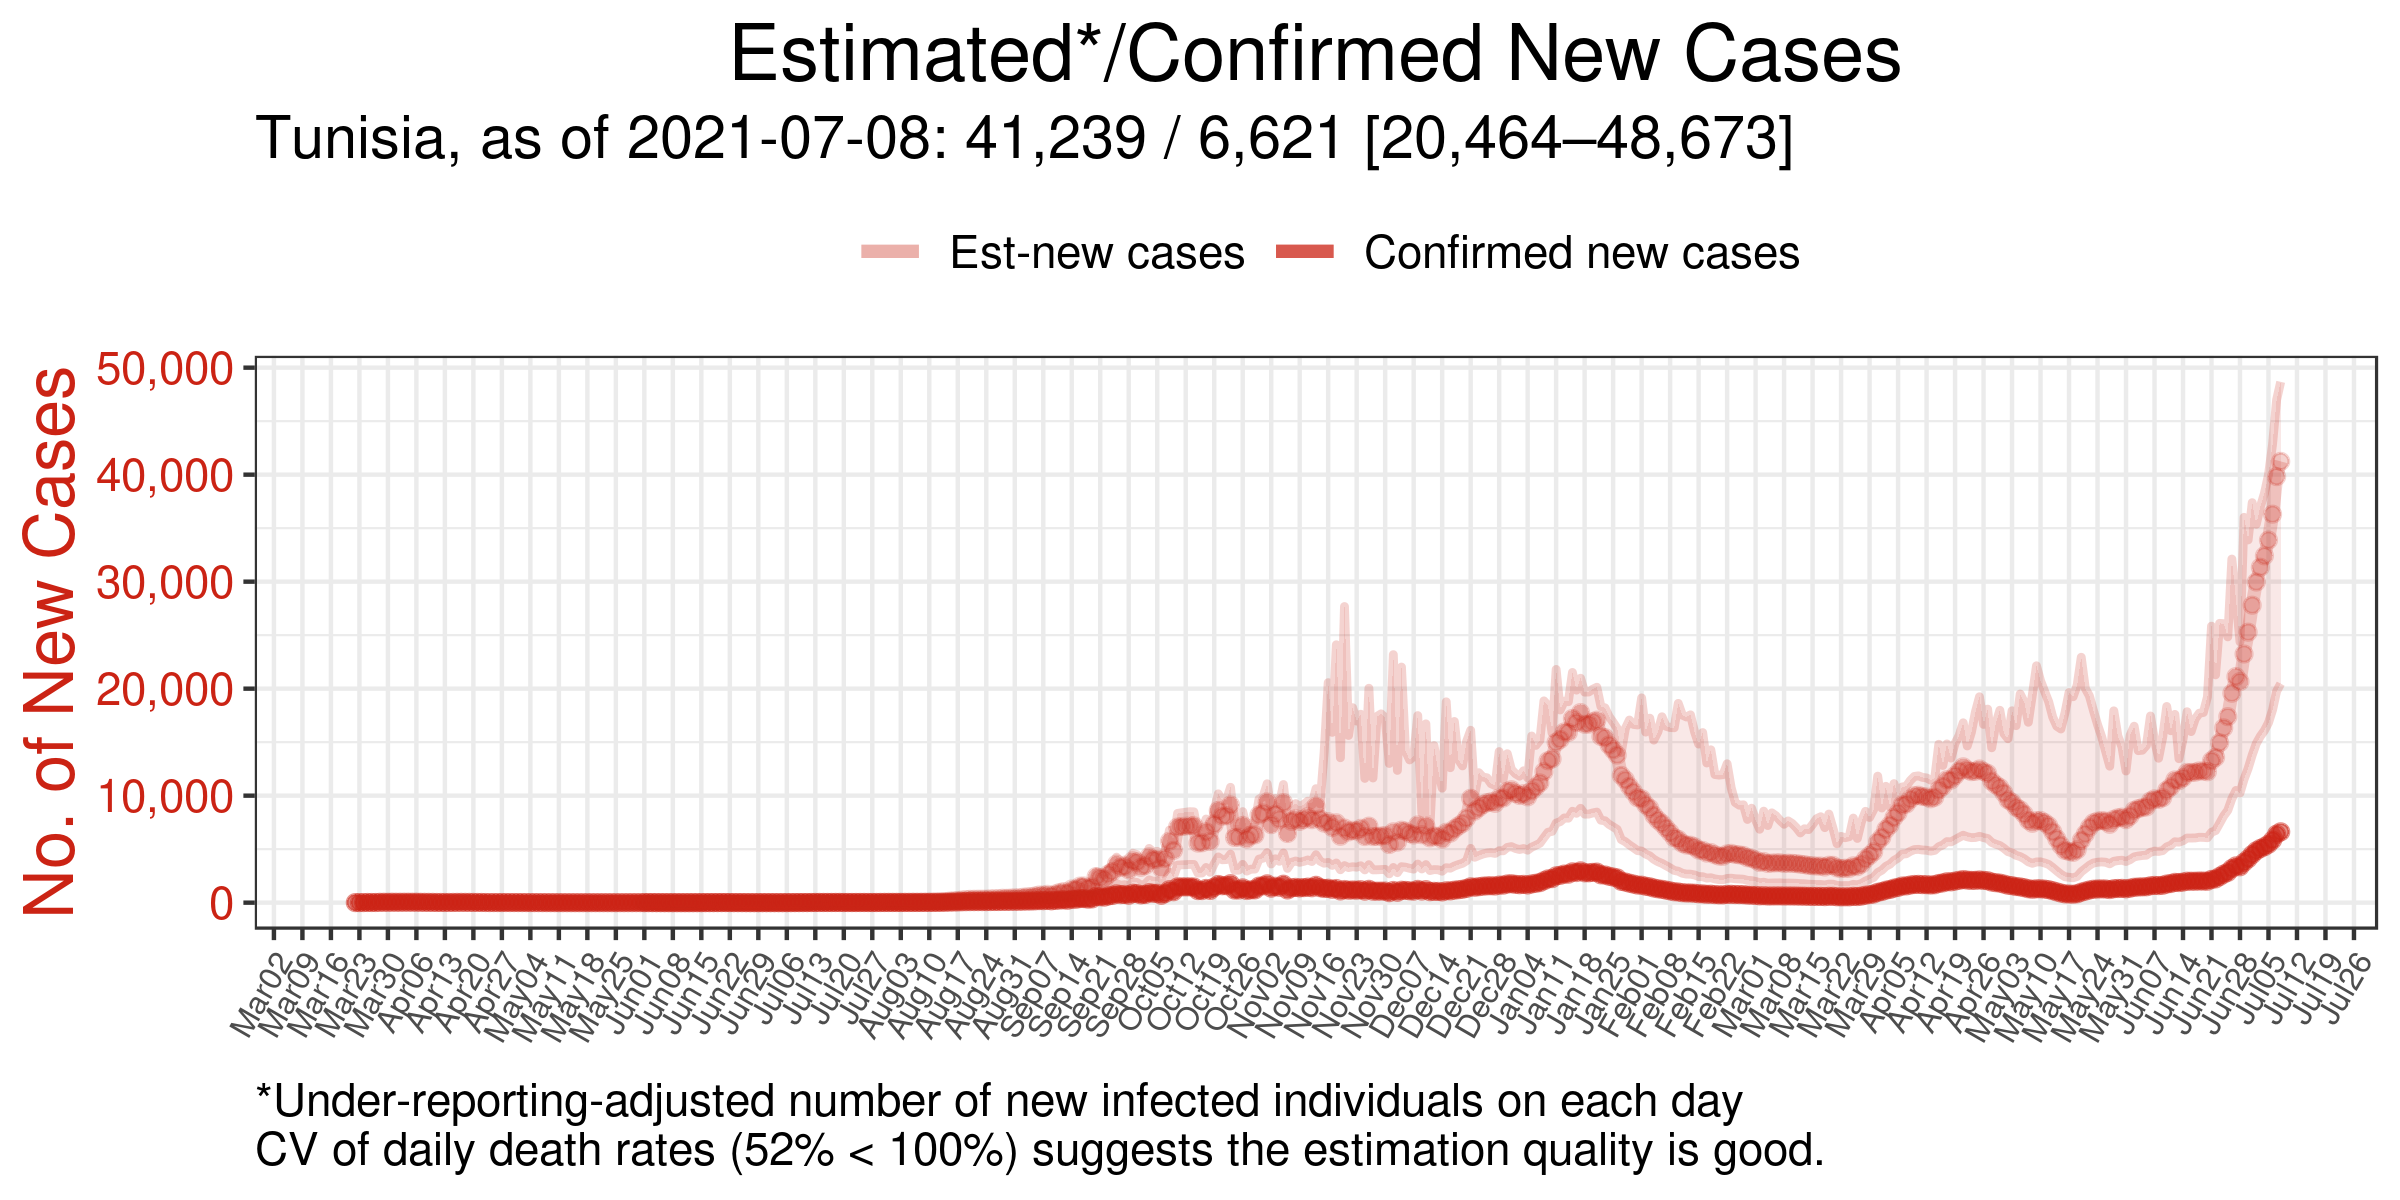 Estimated*/Confirmed New Cases
Tunisia, as of 2021-07-08: 41,239 / 6,621 [20,464–48,673]
Est-new cases
Confirmed new cases
No. of New Cases
50,000
40,000
30,000
20,000
10,000
0
Mar02
Mar09
Mar16
Mar23
Mar30
Apr06
Apr13
Apr20
Apr27
May04
May11
May18
May25
Jun01
Jun08
Jun15
Jun22
Jun29
Jul06
Jul13
Jul20
Jul27
Aug03
Aug10
Aug17
Aug24
Aug31
Sep07
Sep14
Sep21
Sep28
Oct05
Oct12
Oct19
Oct26
Nov02
Nov09
Nov16
Nov23
Nov30
Dec07
Dec14
Dec21
Dec28
Jan04
Jan11
Jan18
Jan25
Feb01
Feb08
Feb15
Feb22
Mar01
Mar08
Mar15
Mar22
Mar29
Apr05
Apr12
Apr19
Apr26
May03
May10
May17
May24
May31
Jun07
Jun14
Jun21
Jun28
Jul05
Jul12
Jul19
Jul26
*Under-reporting-adjusted number of new infected individuals on each day
CV of daily death rates (52% < 100%) suggests the estimation quality is good.